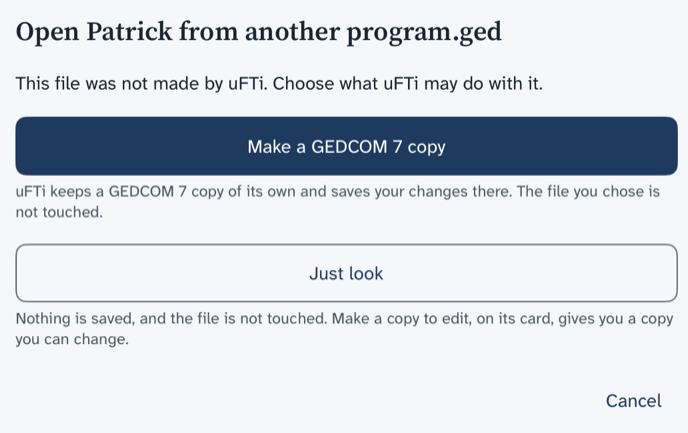 Open Patrick from another program.ged
This file was not made by uFTi. Choose what uFTi may do with it.
Make a GEDCOM 7 copy
uFTi keeps a GEDCOM 7 copy of its own and saves your changes there. The file you chose is
not touched.
Just look
Nothing is saved, and the file is not touched. Make a copy to edit, on its card, gives you a copy
you can change.
Cancel